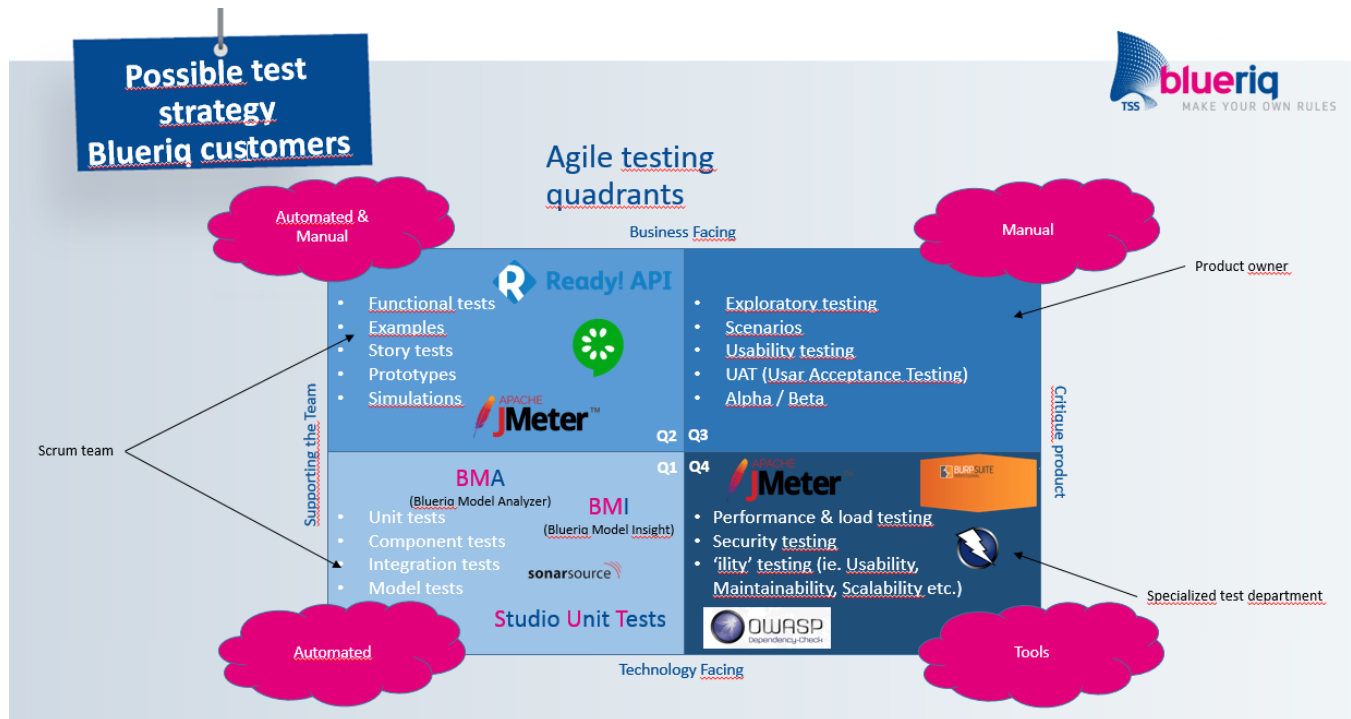 Possible test
strategy
Blueriq customers
TSS
blueriq
MAKE YOUR OWN RULES
Agile testing
quadrants
Automated &
Manual
Business Facing
Manual
Product owner
Ready! API
• Functional tests
• Examples
• Story tests
• Prototypes
• Simulations
APACHE
JMeter™
Q2
• Exploratory testing
• Scenarios
• Usability testing
• UAT (Usar Acceptance Testing)
• Alpha / Beta
Q3
Supporting the Team
Critique product
Scrum team
Q1
BMA
(Blueriq Model Analyzer)
BMI
(Blueriq Model Insight)
• Unit tests
• Component tests
• Integration tests
• Model tests
sonarsource
Studio Unit Tests
Q4
APACHE
JMeter™
BURPSUITE
PROFESSIONAL
• Performance & load testing
• Security testing
• ‘ility’ testing (ie. Usability,
Maintainability, Scalability etc.)
OWASP
Dependency-Check
Specialized test department
Automated
Technology Facing
Tools